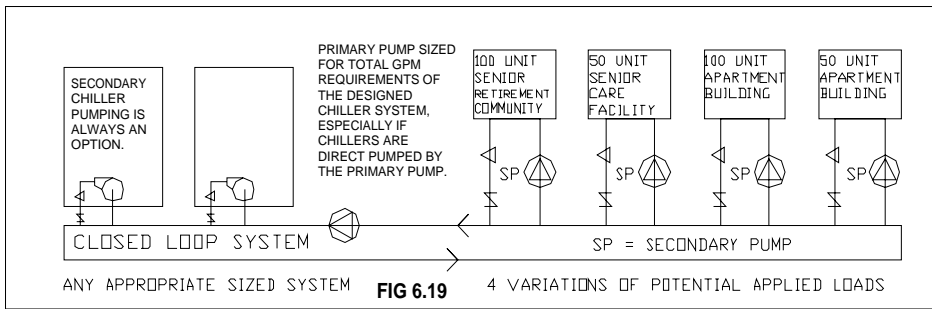 SECONDARY
CHILLER
PUMPING IS
ALWAYS AN
OPTION.
PRIMARY PUMP SIZED
FOR TOTAL GPM
REQUIREMENTS OF
THE DESIGNED
CHILLER SYSTEM,
ESPECIALLY IF
CHILLERS ARE
DIRECT PUMPED BY
THE PRIMARY PUMP.
100 UNIT
SENIOR
RETIREMENT
COMMUNITY
50 UNIT
SENIOR
CARE
FACILITY
100 UNIT
APARTMENT
BUILDING
50 UNIT
APARTMENT
BUILDING
SP
SP
SP
SP
CLOSED LOOP SYSTEM
SP = SECONDARY PUMP
ANY APPROPRIATE SIZED SYSTEM
FIG 6.19
4 VARIATIONS OF POTENTIAL APPLIED LOADS